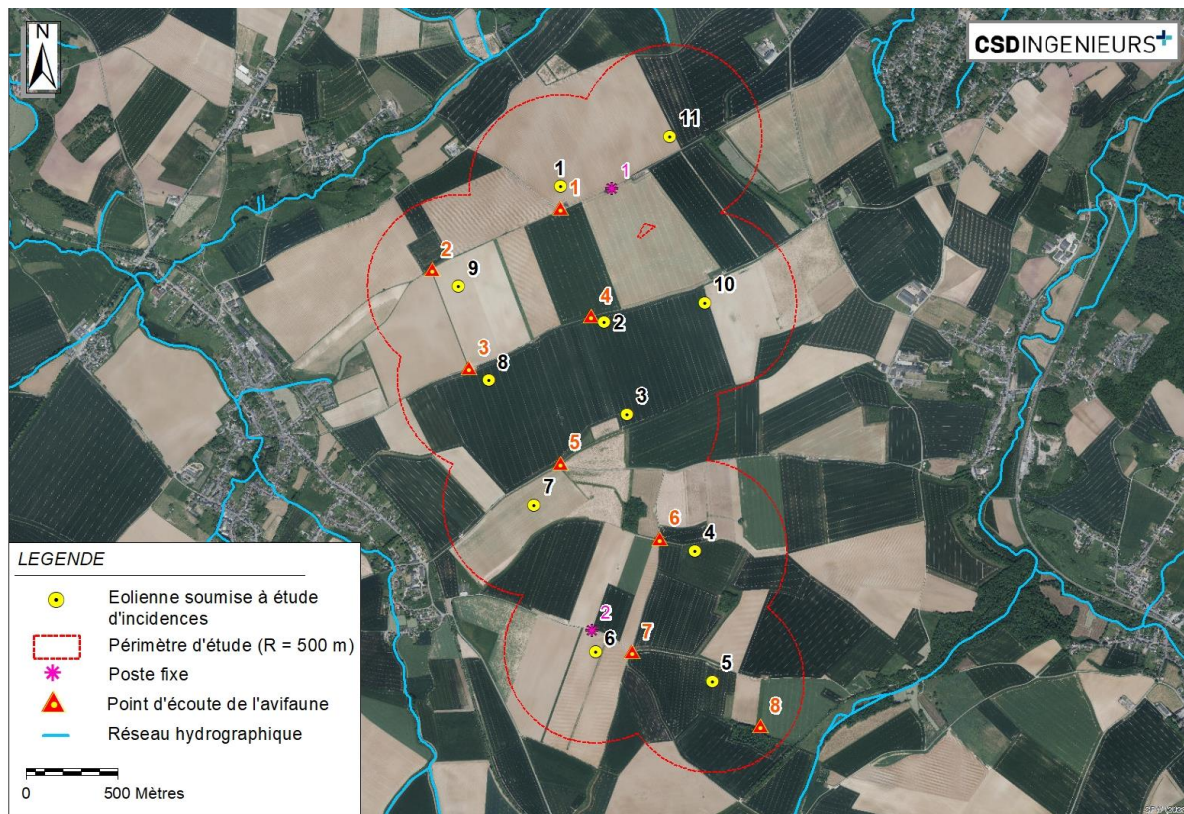 N
CSDINGENIEURS+
11
1
1
1
2
9
10
4
2
3
8
3
5
7
6
4
2
6
7
5
8
LEGENDE
Eolienne soumise à étude
d'incidences
Périmètre d'étude (R = 500 m)
Poste fixe
Point d'écoute de l'avifaune
Réseau hydrographique
0 500 Mètres